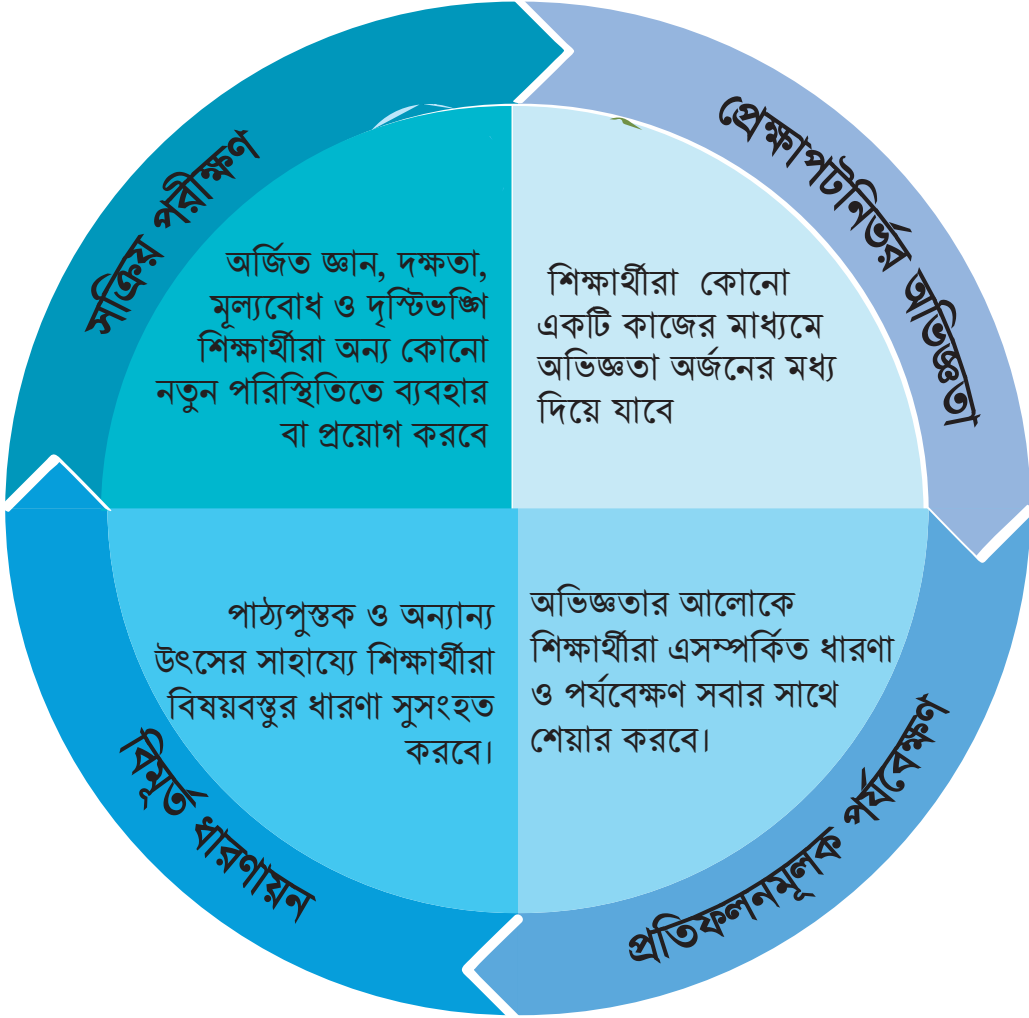 প্রেক্ষাপটনির্ভর অভিজ্ঞতা
শিক্ষার্থীরা কোনো
একটি কাজের মাধ্যমে
অভিজ্ঞতা অর্জনের মধ্য
দিয়ে যাবে
প্রতিফলনমূলক পর্যবেক্ষণ
অভিজ্ঞতার আলোকে
শিক্ষার্থীরা এসম্পর্কিত ধারণা
ও পর্যবেক্ষণ সবার সাথে
শেয়ার করবে।
বিমূর্ত ধারণায়ন
পাঠ্যপুস্তক ও অন্যান্য
উৎসের সাহায্যে শিক্ষার্থীরা
বিষয়বস্তুর ধারণা সুসংহত
করবে।
সক্রিয় পরীক্ষণ
অর্জিত জ্ঞান, দক্ষতা,
মূল্যবোধ ও দৃস্টিভঙ্গি
শিক্ষার্থীরা অন্য কোনো
নতুন পরিস্থিতিতে ব্যবহার
বা প্রয়োগ করবে